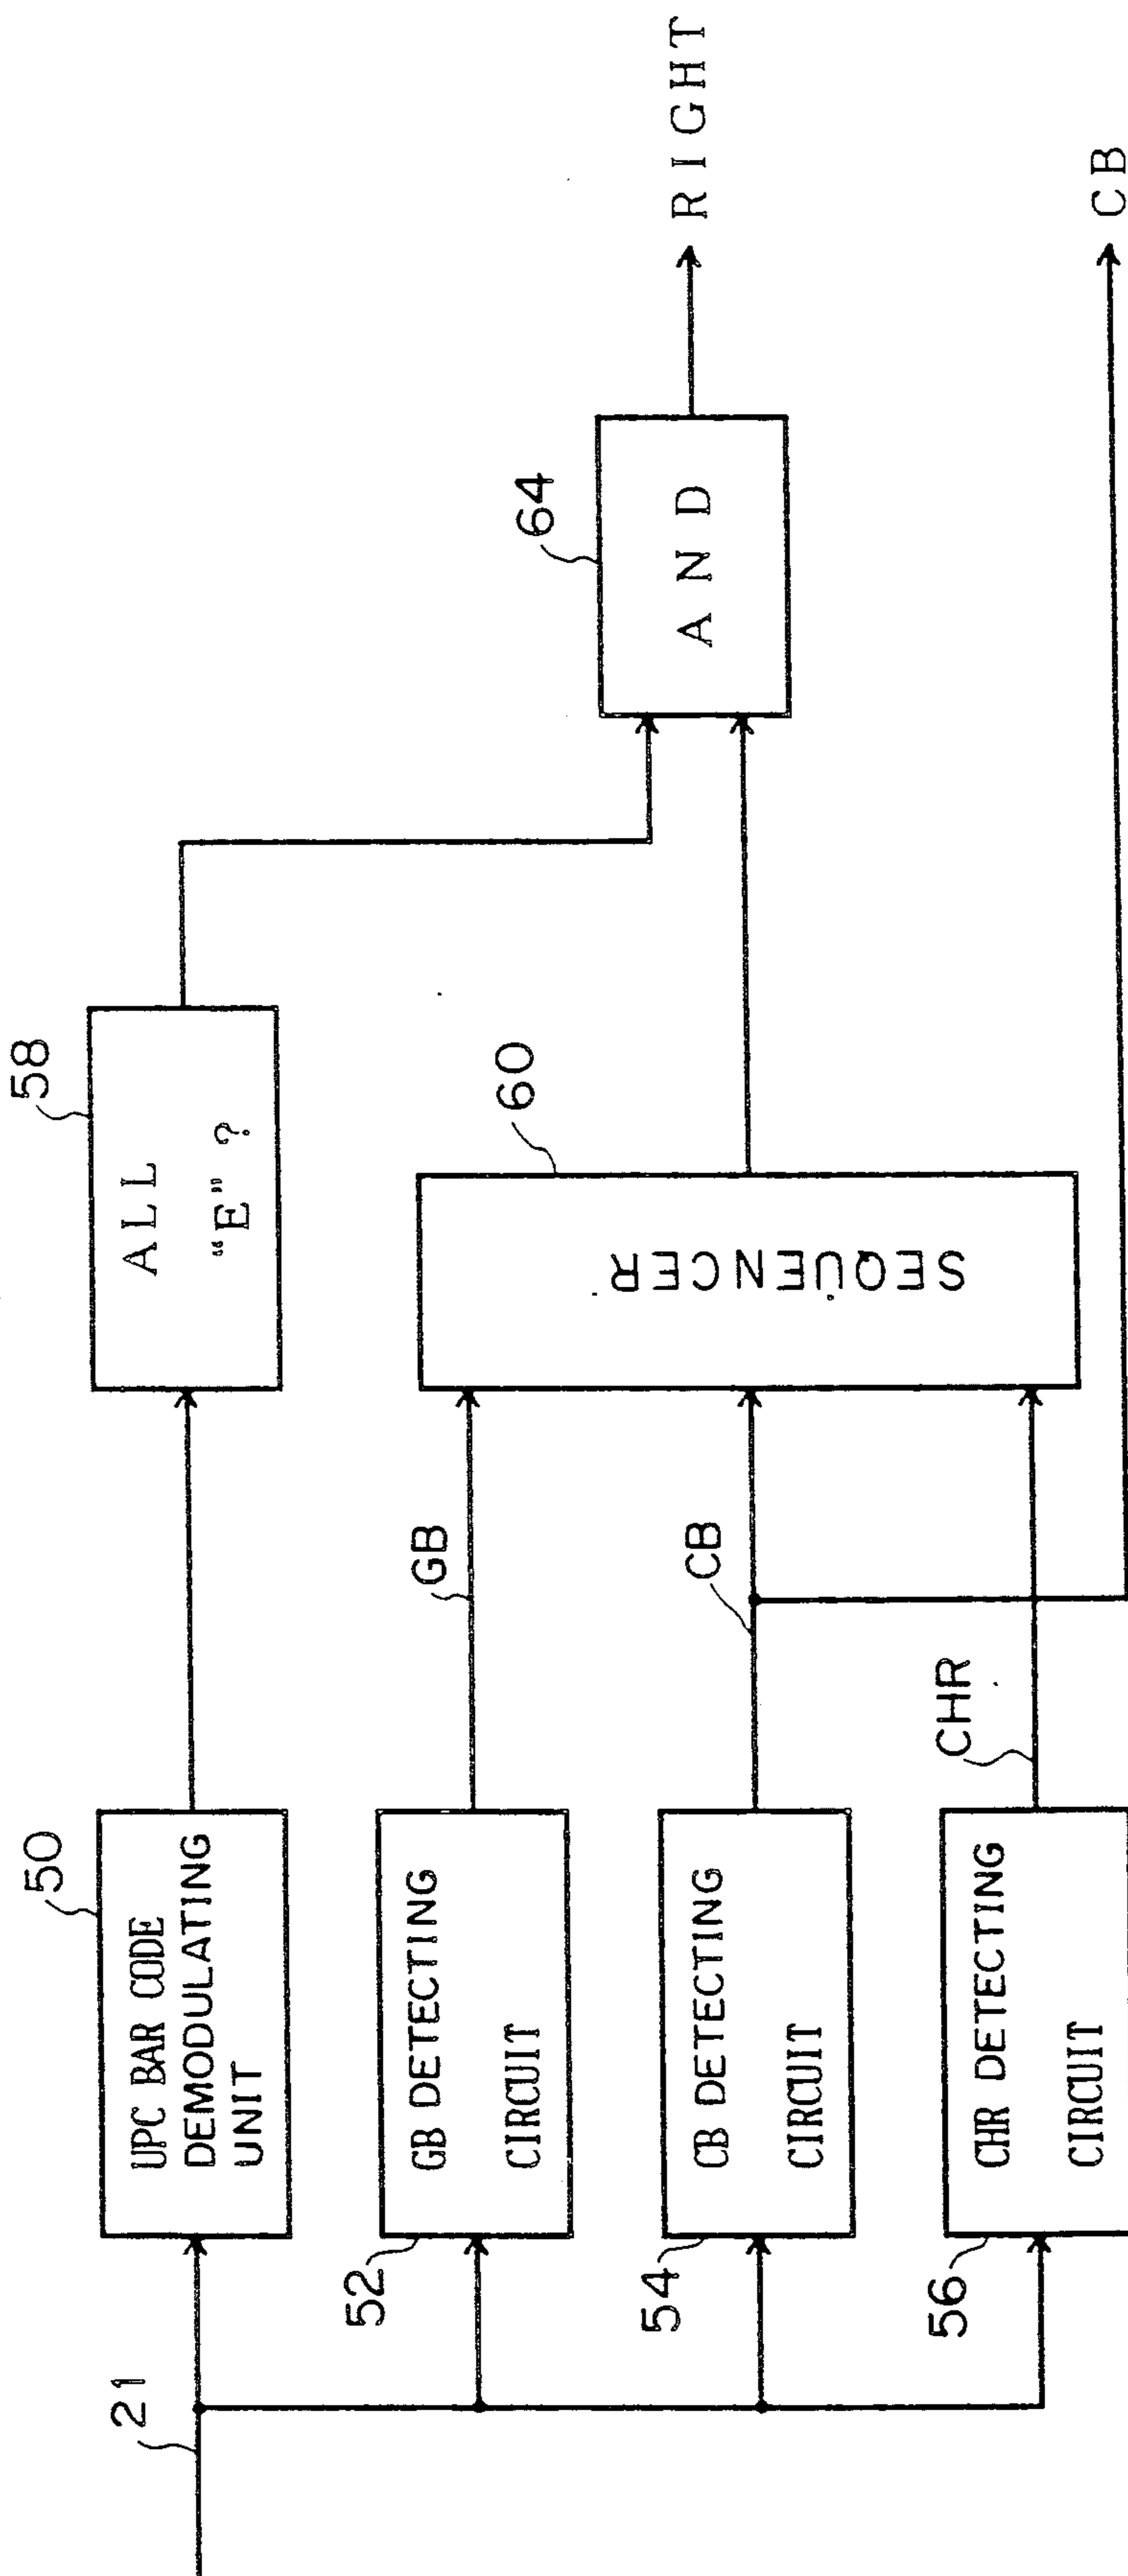 21
50
UPC BAR CODE
DEMODULATING
UNIT
58
ALL
"E" ?
52
GB DETECTING
CIRCUIT
GB
60
SEQUENCER
64
AND
RIGHT
54
CB DETECTING
CIRCUIT
CB
56
CHR DETECTING
CIRCUIT
CHR
CB